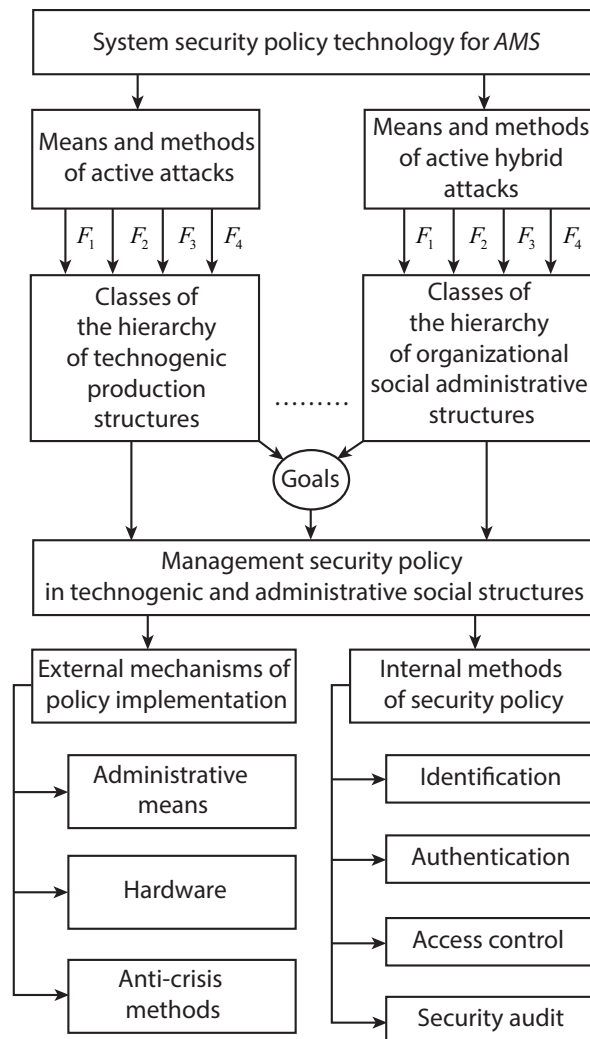 System security policy technology for AMS
Means and methods
of active attacks
Means and methods
of active hybrid
attacks
F₁ F₂ F₃ F₄
F₁ F₂ F₃ F₄
Classes of
the hierarchy
of technogenic
production
structures
Classes of
the hierarchy
of organizational
social administrative
structures
.........
Goals
Management security policy
in technogenic and administrative social structures
External mechanisms of
policy implementation
Internal methods
of security policy
Administrative
means
Hardware
Anti-crisis
methods
Identification
Authentication
Access control
Security audit